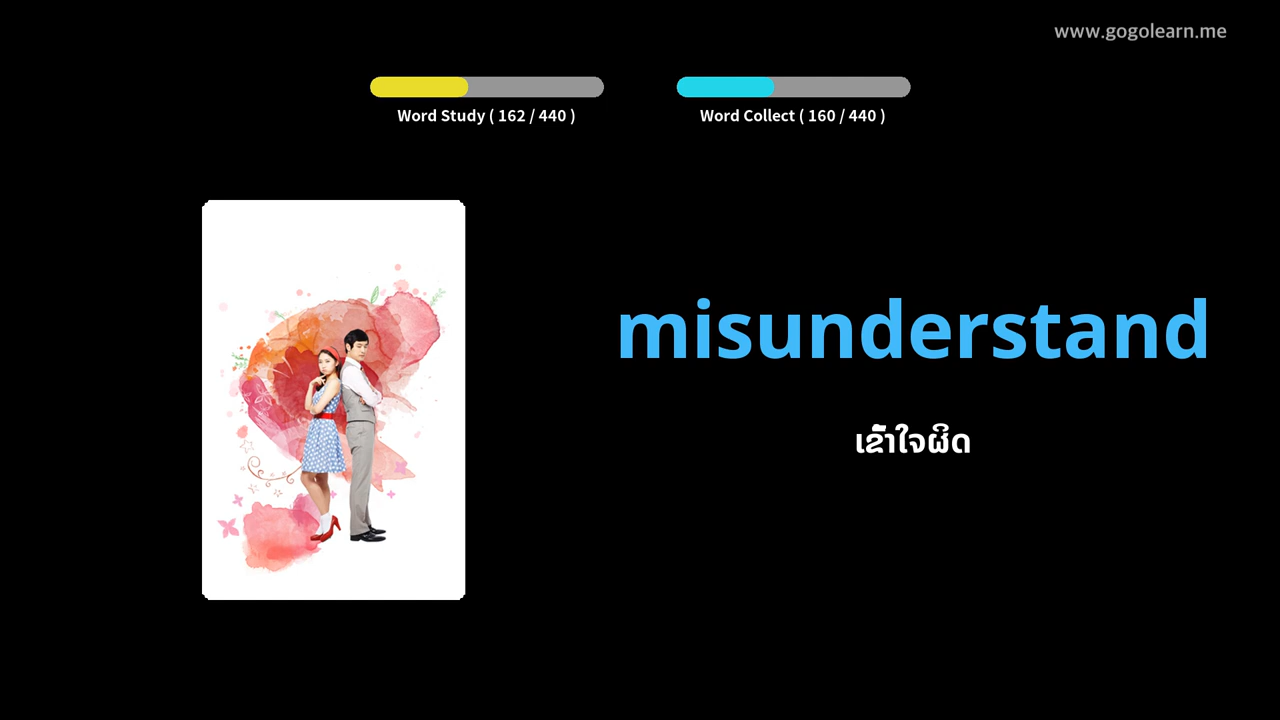 www.gogolearn.me
Word Study ( 162 / 440 )
Word Collect ( 160 / 440 )
misunderstand
ເຂົ້າໃຈຜິດ